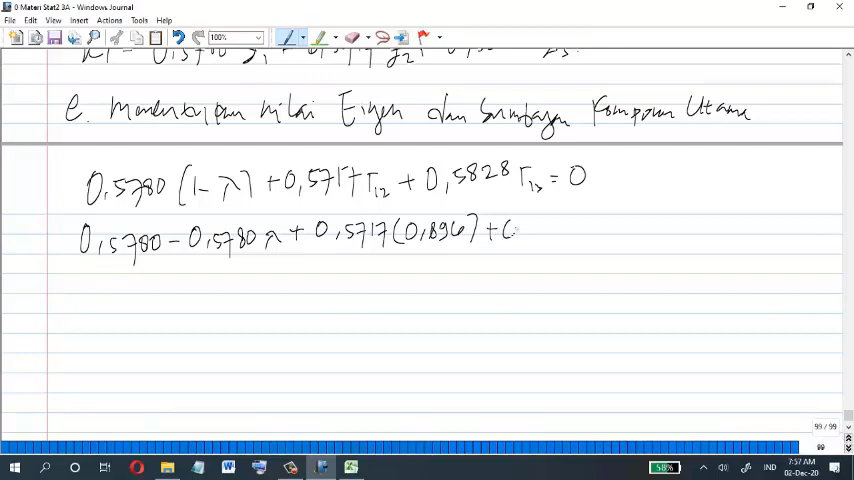 0 Materi Stat2 3A - Windows Journal
File Edit View Insert Actions Tools Help
100%
e. Menentukan nilai Eigen dan Sumbangan Komponen Utama
0,5780 (1 - λ) + 0,5717 r12 + 0,5828 r13 = 0
0,5780 - 0,5780 λ + 0,5717 (0,896) + 0
99 / 99
99
58%
IND
7:57 AM
02-Dec-20